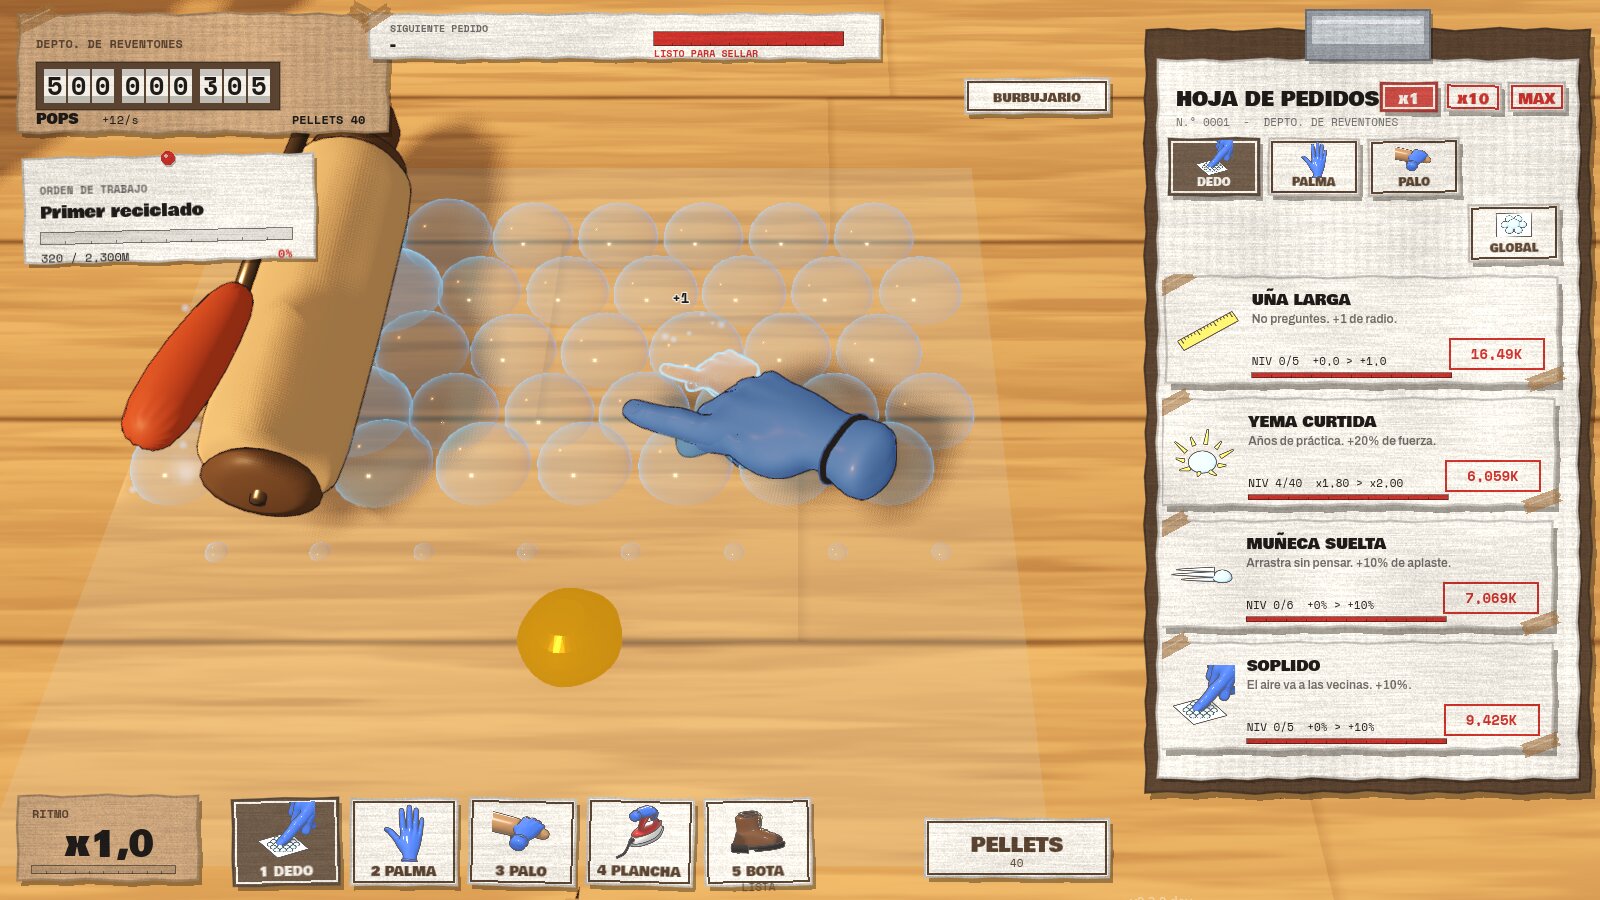 DEPTO. DE REVENTONES
500 000 305
POPS +12/s PELLETS 40
SIGUIENTE PEDIDO
-
LISTO PARA SELLAR
BURBUJARIO
ORDEN DE TRABAJO
Primer reciclado
320 / 2,300M 0%
+1
HOJA DE PEDIDOS x1 x10 MAX
N.° 0001 - DEPTO. DE REVENTONES
DEDO PALMA PALO
GLOBAL
UÑA LARGA
No preguntes. +1 de radio.
NIV 0/5 +0,0 > +1,0 16,49K
YEMA CURTIDA
Años de práctica. +20% de fuerza.
NIV 4/40 x1,80 > x2,00 6,059K
MUÑECA SUELTA
Arrastra sin pensar. +10% de aplaste.
NIV 0/6 +0% > +10% 7,069K
SOPLIDO
El aire va a las vecinas. +10%.
NIV 0/5 +0% > +10% 9,425K
RITMO
x1,0
1 DEDO 2 PALMA 3 PALO 4 PLANCHA 5 BOTA
LISTA
PELLETS
40